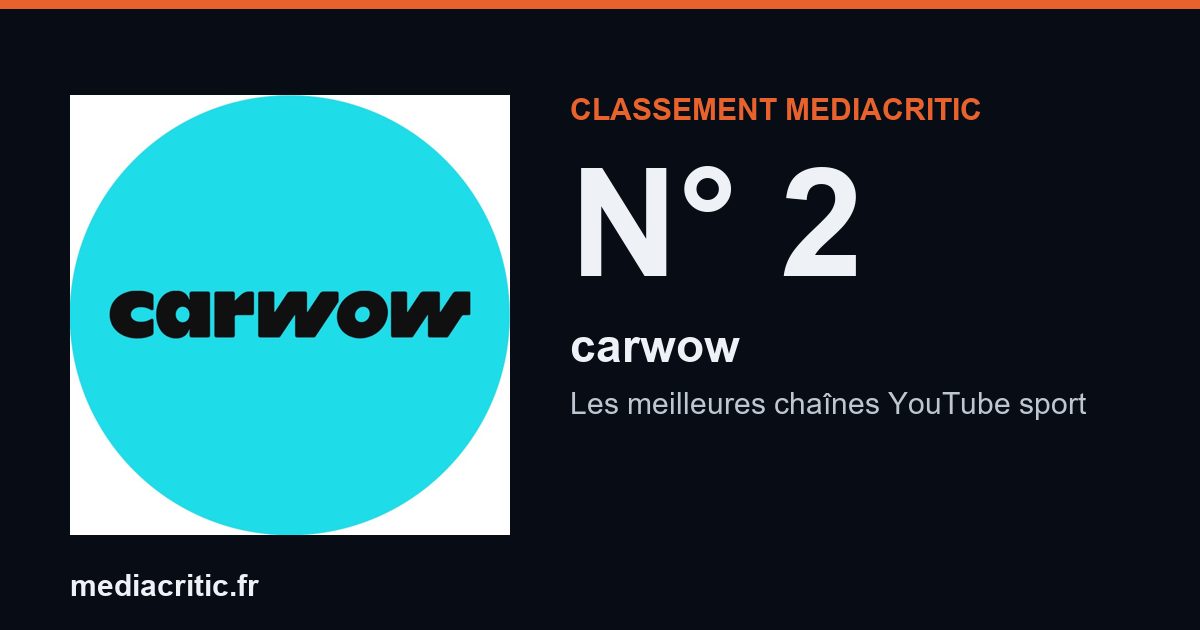 CLASSEMENT MEDIACRITIC
N° 2
carwow
carwow
Les meilleures chaînes YouTube sport
mediacritic.fr